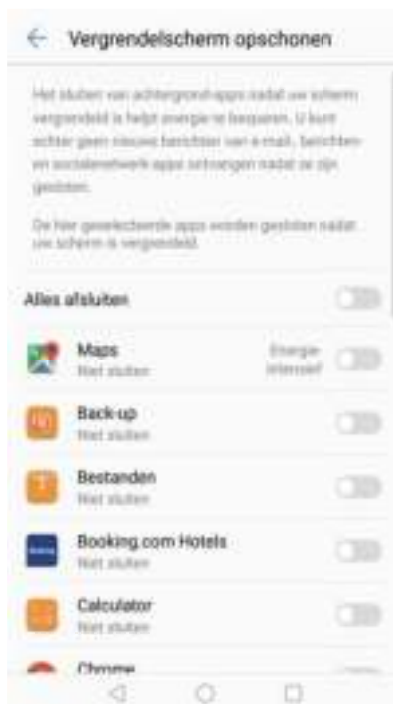 Vergrendelscherm opschonen
Het sluiten van achtergrond-apps nadat uw scherm
vergrendeld is helpt energie te besparen. U kunt
echter geen nieuwe berichten van e-mail, berichten-
en socialenetwerk-apps ontvangen nadat ze zijn
gesloten.
De hier geselecteerde apps worden gesloten nadat
uw scherm is vergrendeld.
Alles afsluiten
Maps
Energie-
Niet sluiten
intensief
Back-up
Niet sluiten
Bestanden
Niet sluiten
Booking.com Hotels
Niet sluiten
Calculator
Niet sluiten
Chrome